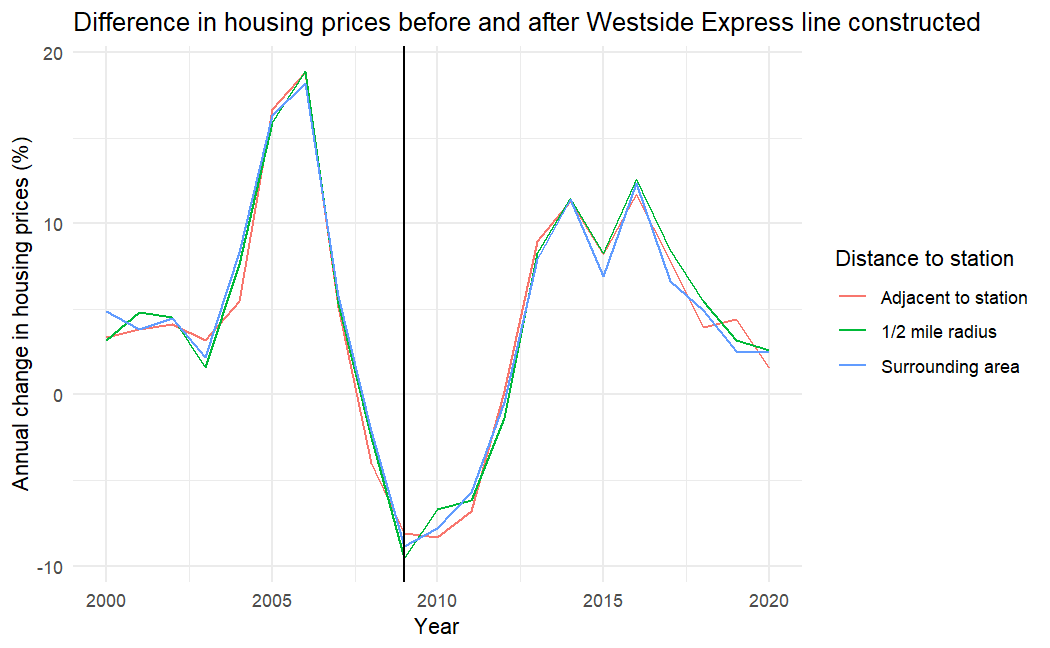 Difference in housing prices before and after Westside Express line constructed
Annual change in housing prices (%)
20
10
0
-10
2000
2005
2010
2015
2020
Year
Distance to station
Adjacent to station
1/2 mile radius
Surrounding area